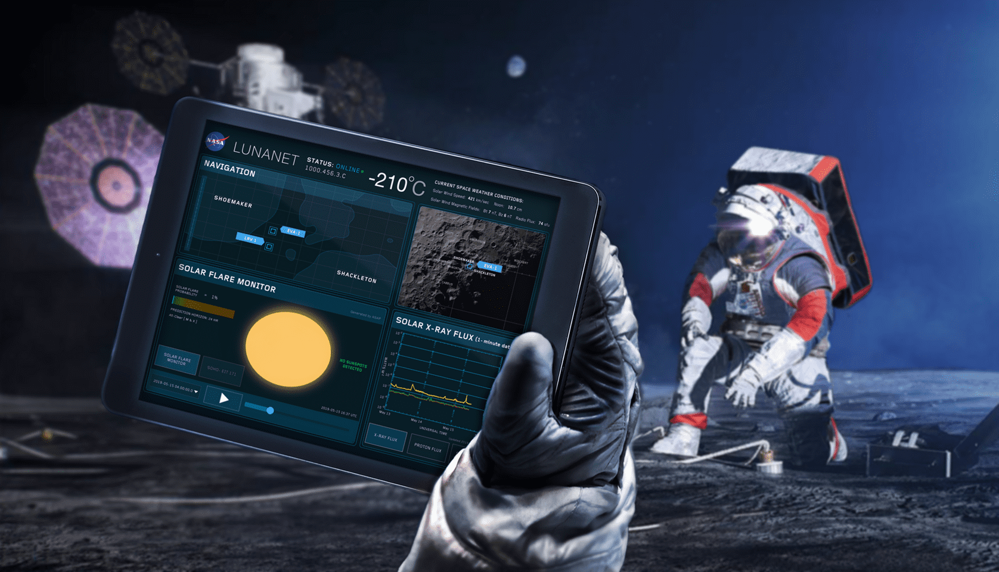 NASA
LUNANET
STATUS: ONLINE
1000.456.3.C
-210°C
CURRENT SPACE WEATHER CONDITIONS:
Solar Wind Speed: 421 km/sec Noon: 10.7 cm
Solar Wind Magnetic Fields: Bt 7 nT, Bz 6 nT Radio Flux: 74 sfu
NAVIGATION
SHOEMAKER
EVA-1
LRV 1
SHACKLETON
SHOEMAKER
EVA-1
SHACKLETON
SOLAR FLARE MONITOR
SOLAR FLARE
PROBABILITY = 1%
PREDICTION HORIZON: 24 HR
All-Clear [ M & X ]
NO SUNSPOTS
DETECTED
SOLAR FLARE
MONITOR
SOHO- EIT 171
2019-05-15 04:00:00.0
2019-05-15 16:37 UTC
SOLAR X-RAY FLUX (1-minute dat
May 13
May 14
May 15
UNIVERSAL TIME
X-RAY FLUX
PROTON FLUX